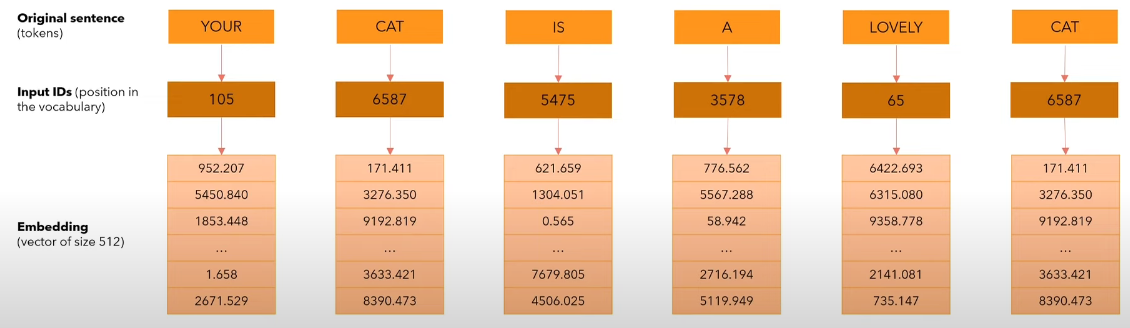 Original sentence
(tokens)
YOUR CAT IS A LOVELY CAT
Input IDs (position in
the vocabulary)
105 6587 5475 3578 65 6587
952.207 171.411 621.659 776.562 6422.693 171.411
5450.840 3276.350 1304.051 5567.288 6315.080 3276.350
1853.448 9192.819 0.565 58.942 9358.778 9192.819
Embedding
(vector of size 512)
... ... ... ... ... ...
1.658 3633.421 7679.805 2716.194 2141.081 3633.421
2671.529 8390.473 4506.025 5119.949 735.147 8390.473